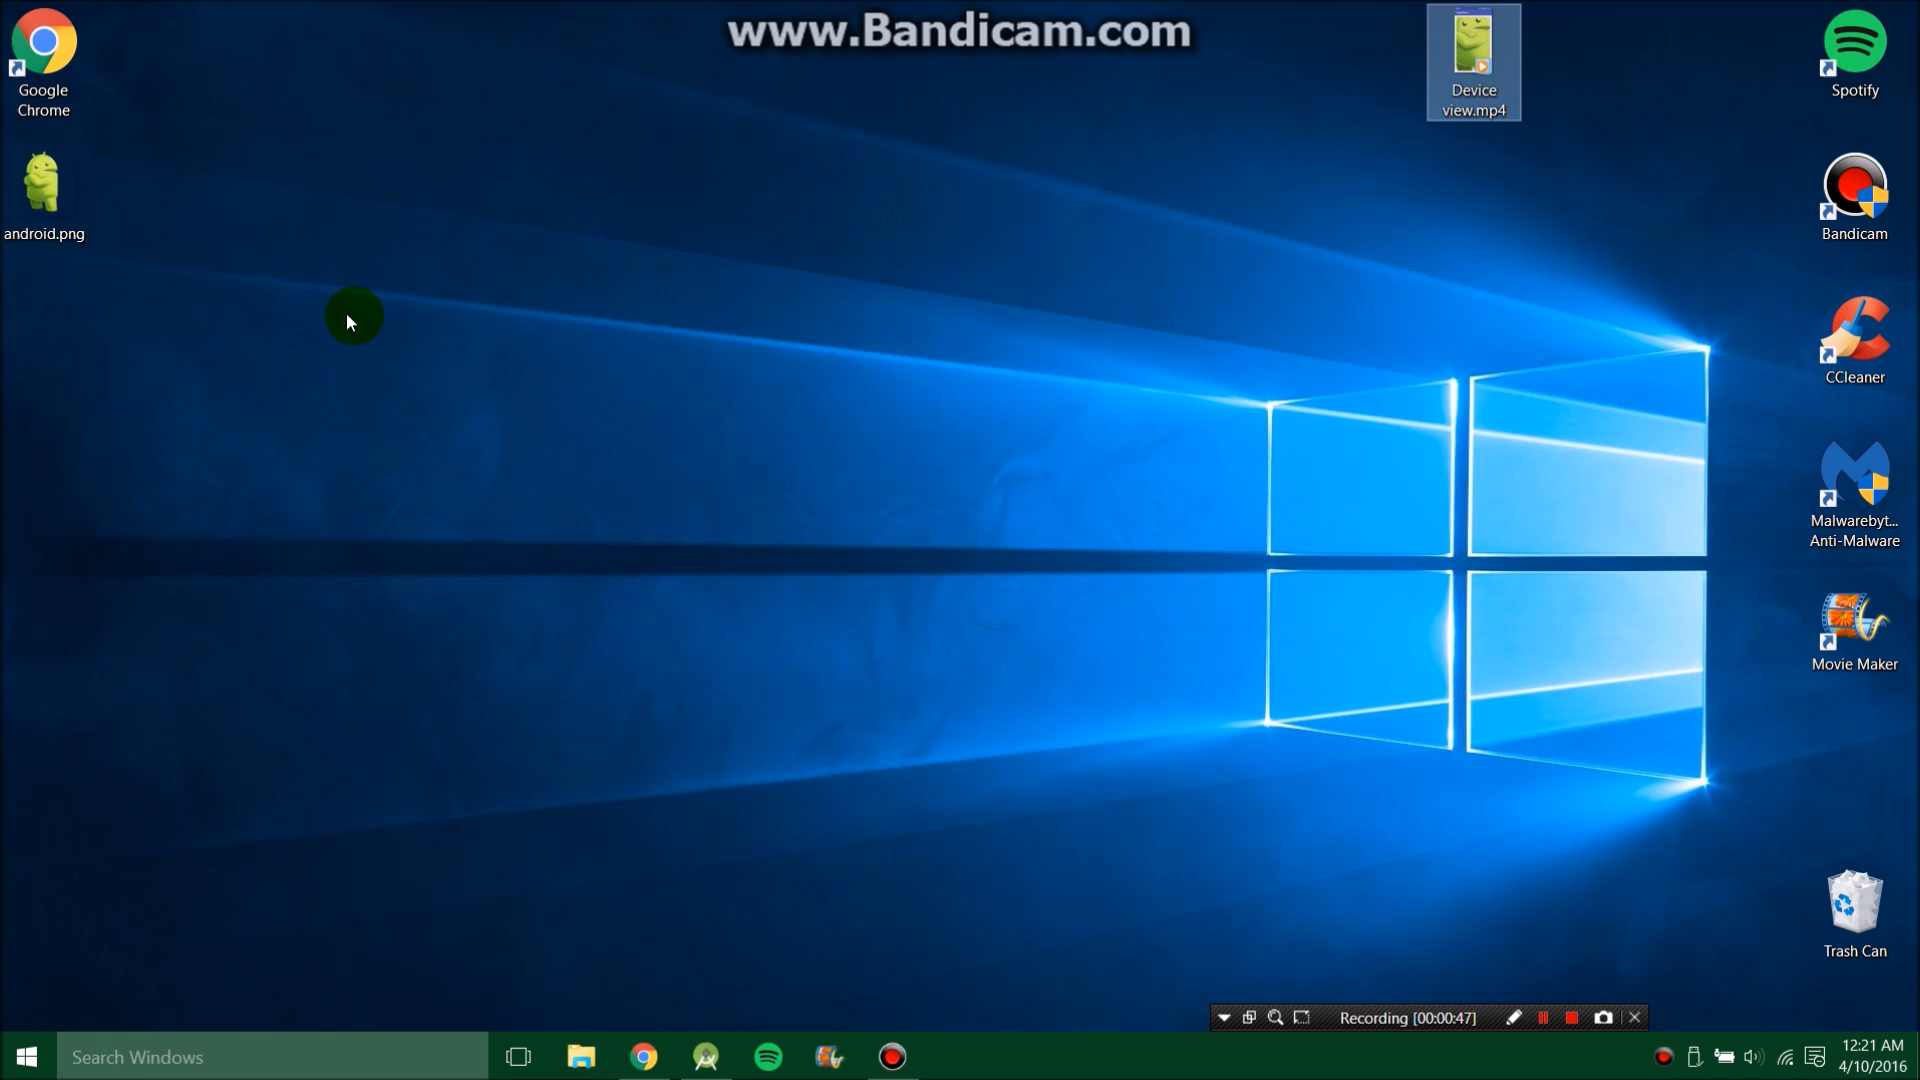 www.Bandicam.com
Google
Chrome
android.png
Device
view.mp4
Spotify
Bandicam
CCleaner
Malwarebyt...
Anti-Malware
Movie Maker
Trash Can
Recording [00:00:47]
Search Windows
12:21 AM
4/10/2016